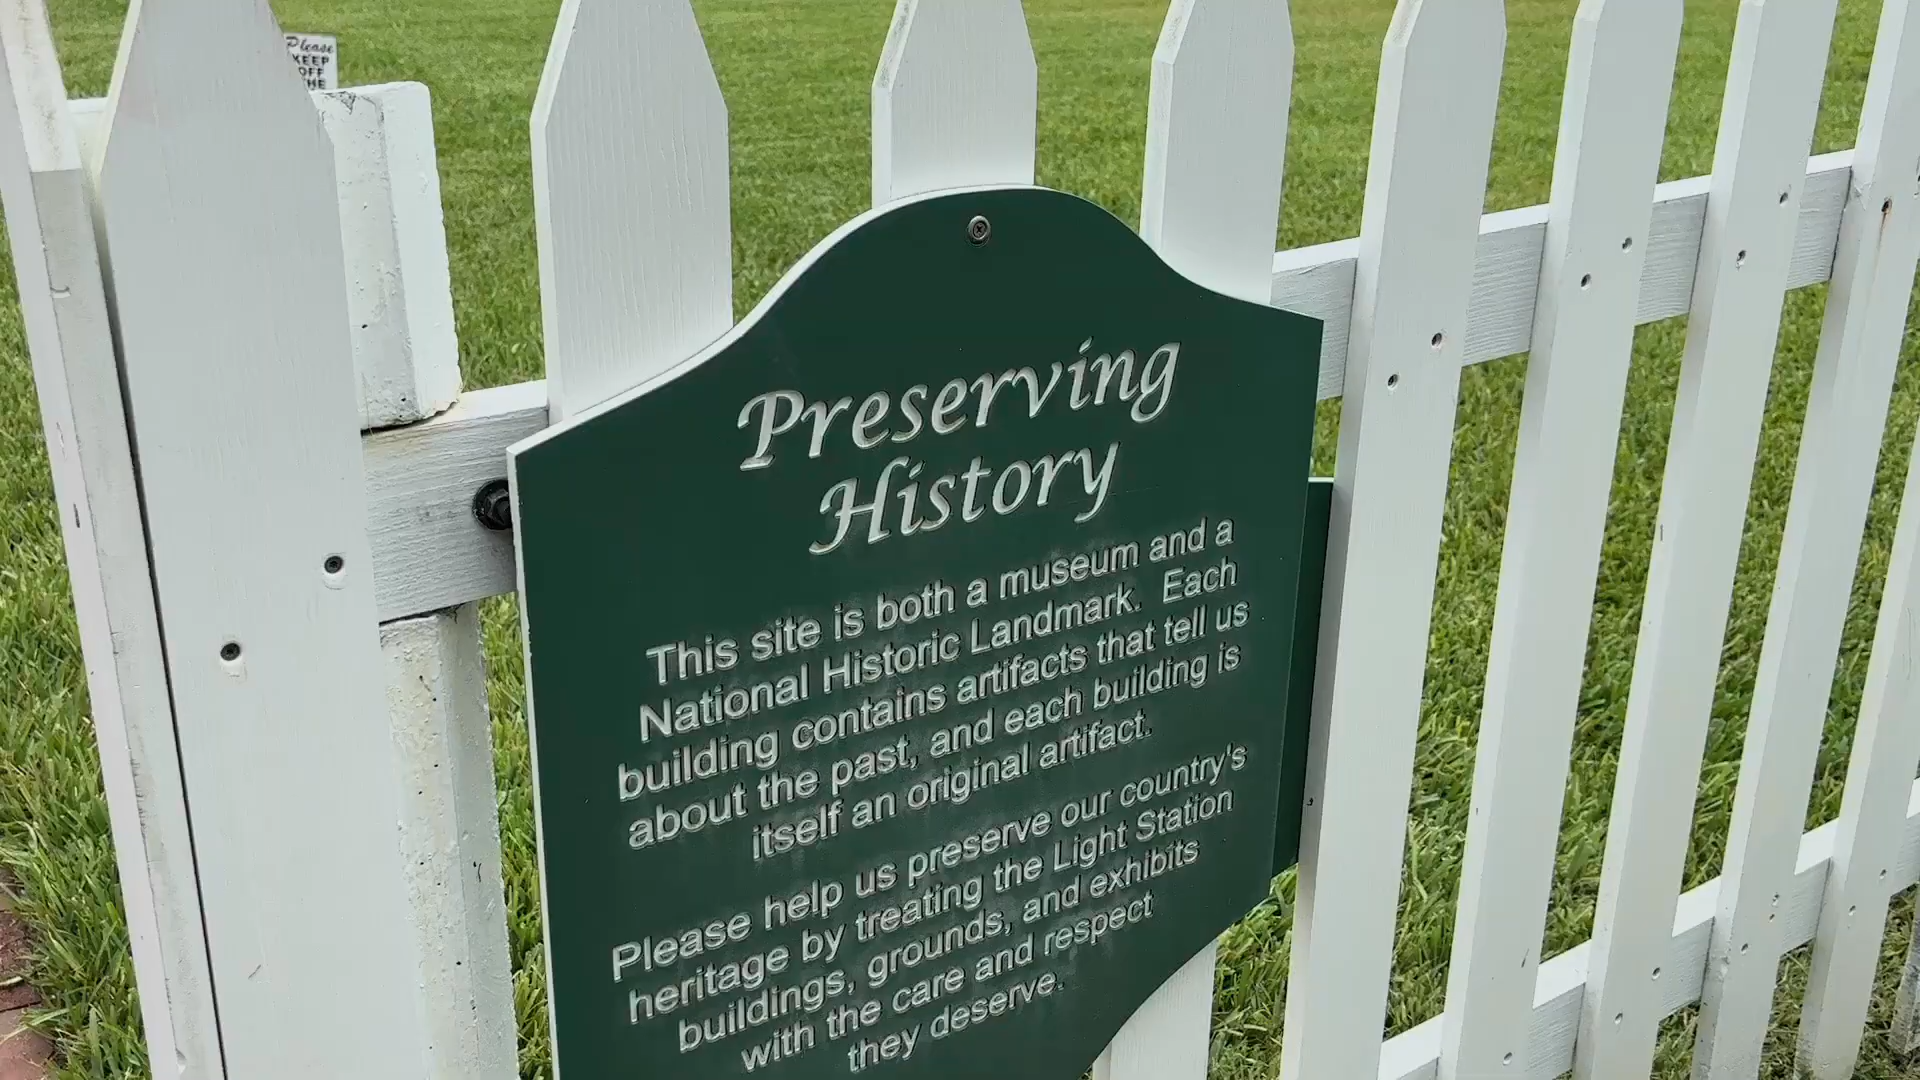 Please
KEEP
OFF
THE
Preserving
History
This site is both a museum and a
National Historic Landmark. Each
building contains artifacts that tell us
about the past, and each building is
itself an original artifact.
Please help us preserve our country's
heritage by treating the Light Station
buildings, grounds, and exhibits
with the care and respect
they deserve.